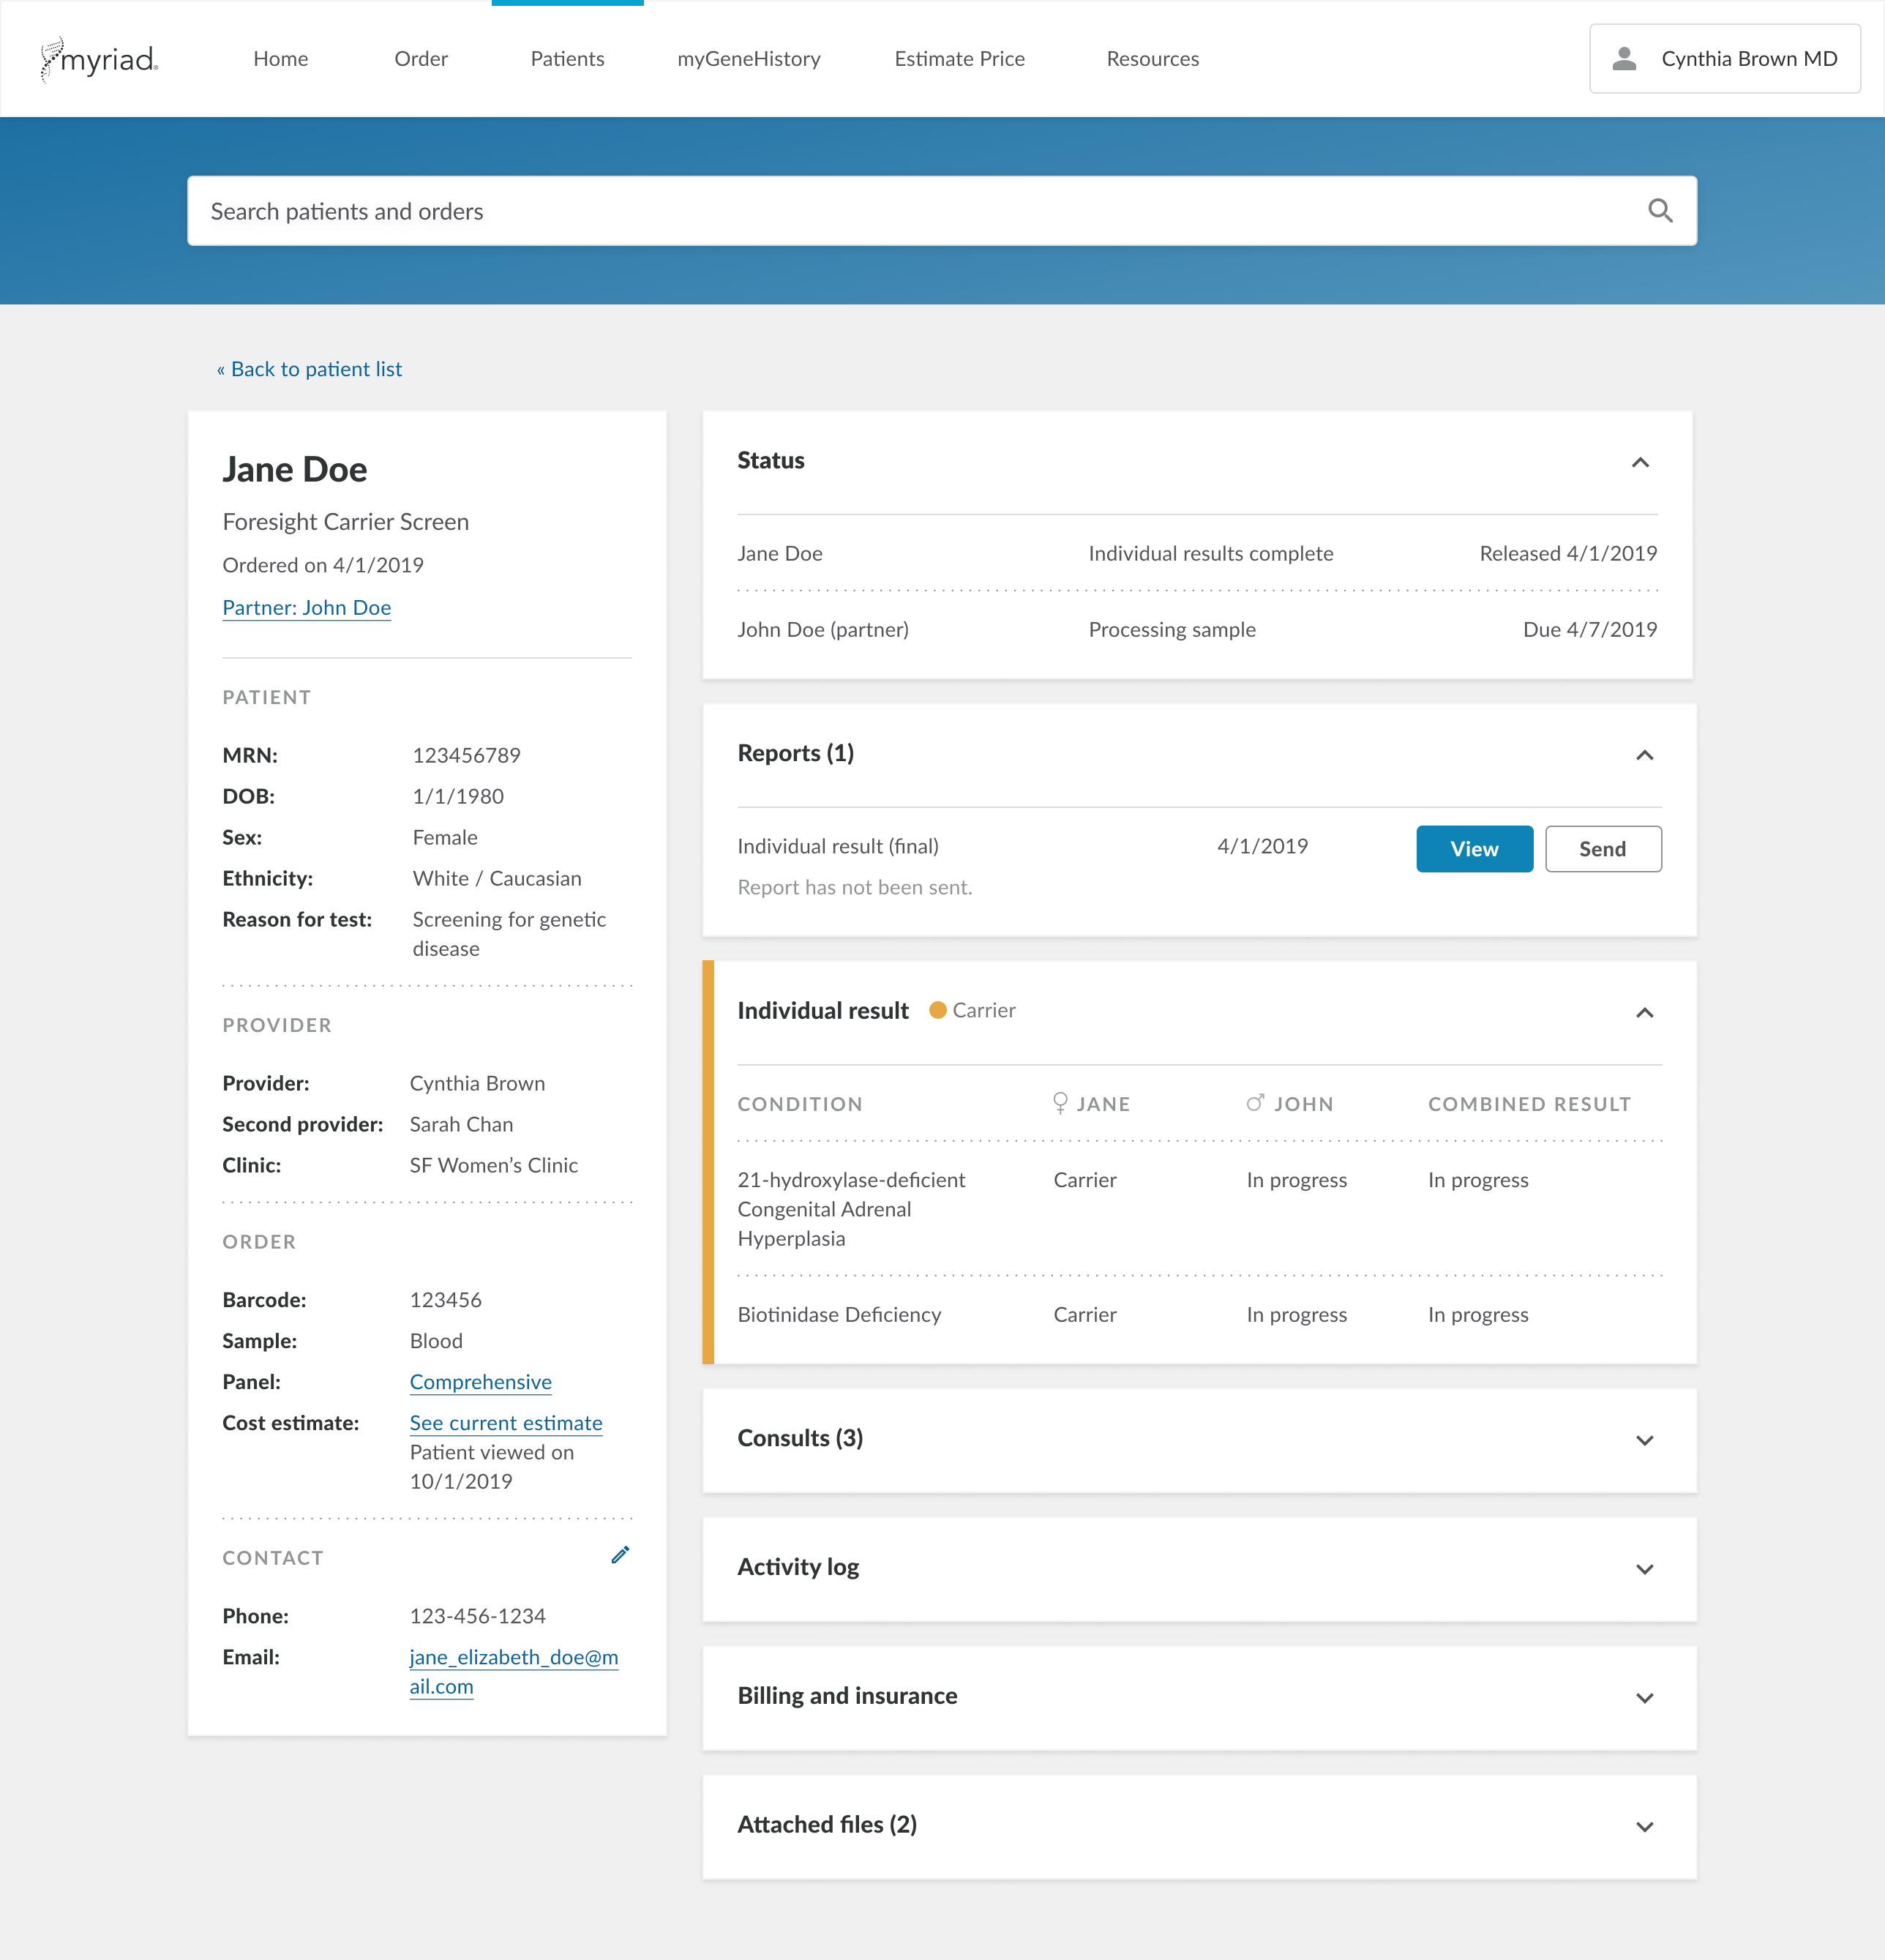 myriad®
Home
Order
Patients
myGeneHistory
Estimate Price
Resources
Cynthia Brown MD
Search patients and orders
« Back to patient list
Jane Doe
Foresight Carrier Screen
Ordered on 4/1/2019
Partner: John Doe
PATIENT
MRN: 123456789
DOB: 1/1/1980
Sex: Female
Ethnicity: White / Caucasian
Reason for test: Screening for genetic
disease
PROVIDER
Provider: Cynthia Brown
Second provider: Sarah Chan
Clinic: SF Women’s Clinic
ORDER
Barcode: 123456
Sample: Blood
Panel: Comprehensive
Cost estimate: See current estimate
Patient viewed on
10/1/2019
CONTACT
Phone: 123-456-1234
Email: jane_elizabeth_doe@m
ail.com
Status
Jane Doe Individual results complete Released 4/1/2019
John Doe (partner) Processing sample Due 4/7/2019
Reports (1)
Individual result (final) 4/1/2019 View Send
Report has not been sent.
Individual result Carrier
CONDITION ♀ JANE ♂ JOHN COMBINED RESULT
21-hydroxylase-deficient Carrier In progress In progress
Congenital Adrenal
Hyperplasia
Biotinidase Deficiency Carrier In progress In progress
Consults (3)
Activity log
Billing and insurance
Attached files (2)